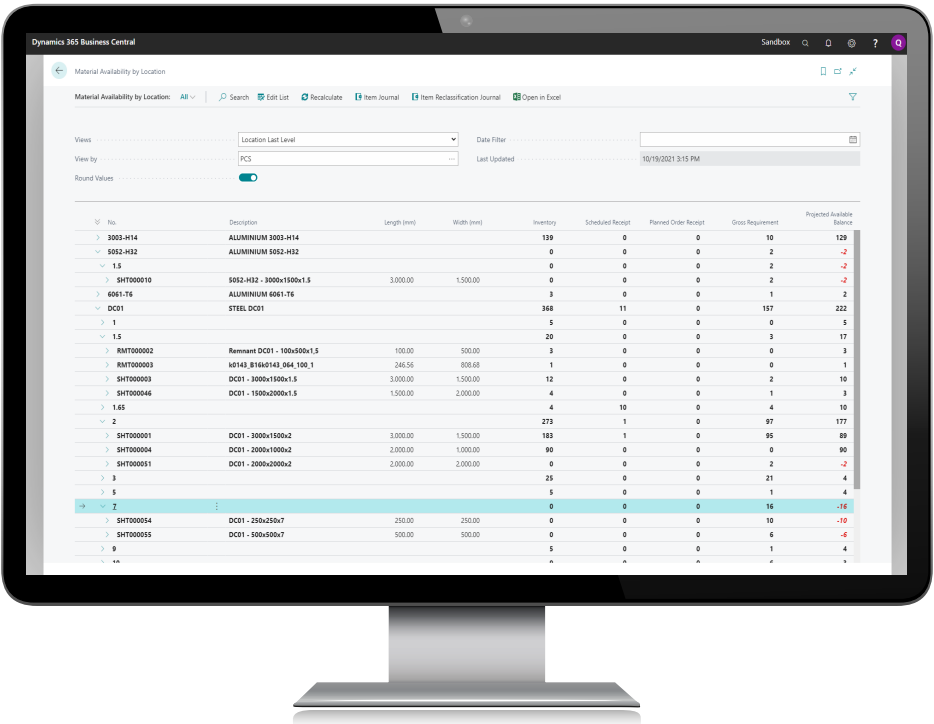 Dynamics 365 Business Central Sandbox ? Q
Material Availability by Location
Material Availability by Location: All Search Edit List Recalculate Item Journal Item Reclassification Journal Open in Excel
Views Location Last Level Date Filter
View by PCS ... Last Updated 10/19/2021 3:15 PM
Round Values
No. Description Length (mm) Width (mm) Inventory Scheduled Receipt Planned Order Receipt Gross Requirement Projected Available Balance
3003-H14 ALUMINIUM 3003-H14 139 0 0 10 129
5052-H32 ALUMINIUM 5052-H32 0 0 0 2 -2
1.5 0 0 0 2 -2
SHT000010 5052-H32 - 3000x1500x1.5 3,000.00 1,500.00 0 0 0 2 -2
6061-T6 ALUMINIUM 6061-T6 3 0 0 1 2
DC01 STEEL DC01 368 11 0 157 222
1 5 0 0 0 5
1.5 20 0 0 3 17
RMT000002 Remnant DC01 - 100x500x1,5 100.00 500.00 3 0 0 0 3
RMT000003 k0143_B16k0143_064_100_1 246.56 808.68 1 0 0 0 1
SHT000003 DC01 - 3000x1500x1.5 3,000.00 1,500.00 12 0 0 2 10
SHT000046 DC01 - 1500x2000x1.5 1,500.00 2,000.00 4 0 0 1 3
1.65 4 10 0 4 10
2 273 1 0 97 177
SHT000001 DC01 - 3000x1500x2 3,000.00 1,500.00 183 1 0 95 89
SHT000004 DC01 - 2000x1000x2 2,000.00 1,000.00 90 0 0 0 90
SHT000051 DC01 - 2000x2000x2 2,000.00 2,000.00 0 0 0 2 -2
3 25 0 0 21 4
5 5 0 0 1 4
7 0 0 0 16 -16
SHT000054 DC01 - 250x250x7 250.00 250.00 0 0 0 10 -10
SHT000055 DC01 - 500x500x7 500.00 500.00 0 0 0 6 -6
9 5 0 0 1 4